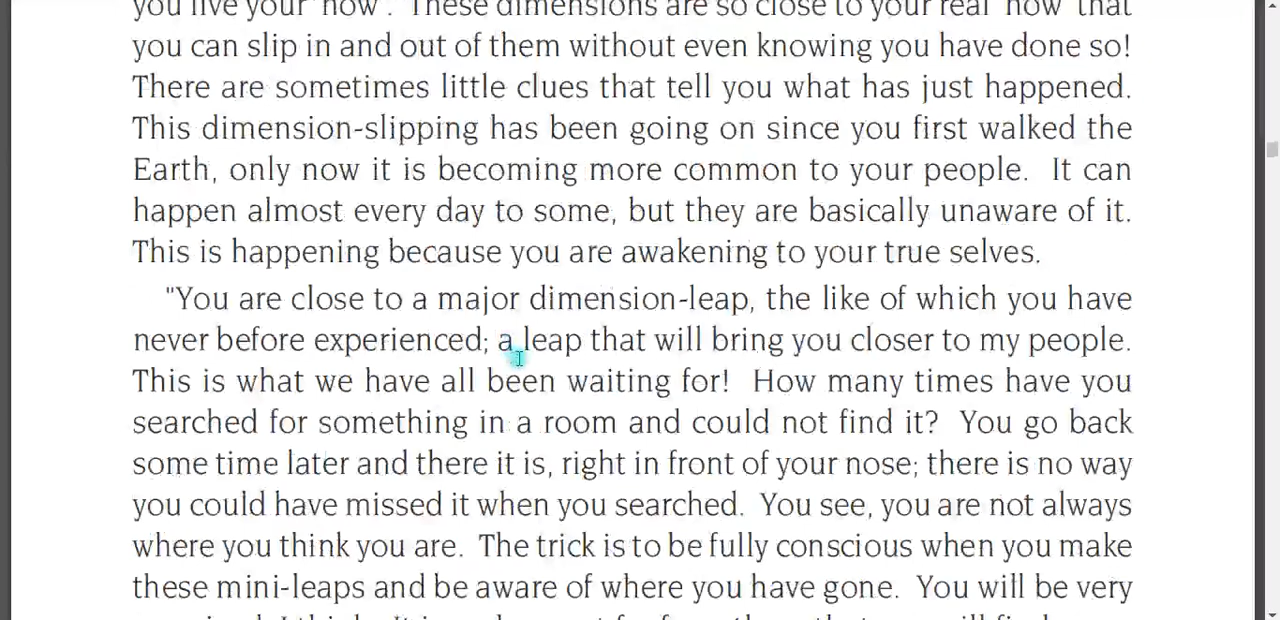 you live your 'now'. These dimensions are so close to your real 'now' that
you can slip in and out of them without even knowing you have done so!
There are sometimes little clues that tell you what has just happened.
This dimension-slipping has been going on since you first walked the
Earth, only now it is becoming more common to your people. It can
happen almost every day to some, but they are basically unaware of it.
This is happening because you are awakening to your true selves.
"You are close to a major dimension-leap, the like of which you have
never before experienced; a leap that will bring you closer to my people.
This is what we have all been waiting for! How many times have you
searched for something in a room and could not find it? You go back
some time later and there it is, right in front of your nose; there is no way
you could have missed it when you searched. You see, you are not always
where you think you are. The trick is to be fully conscious when you make
these mini-leaps and be aware of where you have gone. You will be very